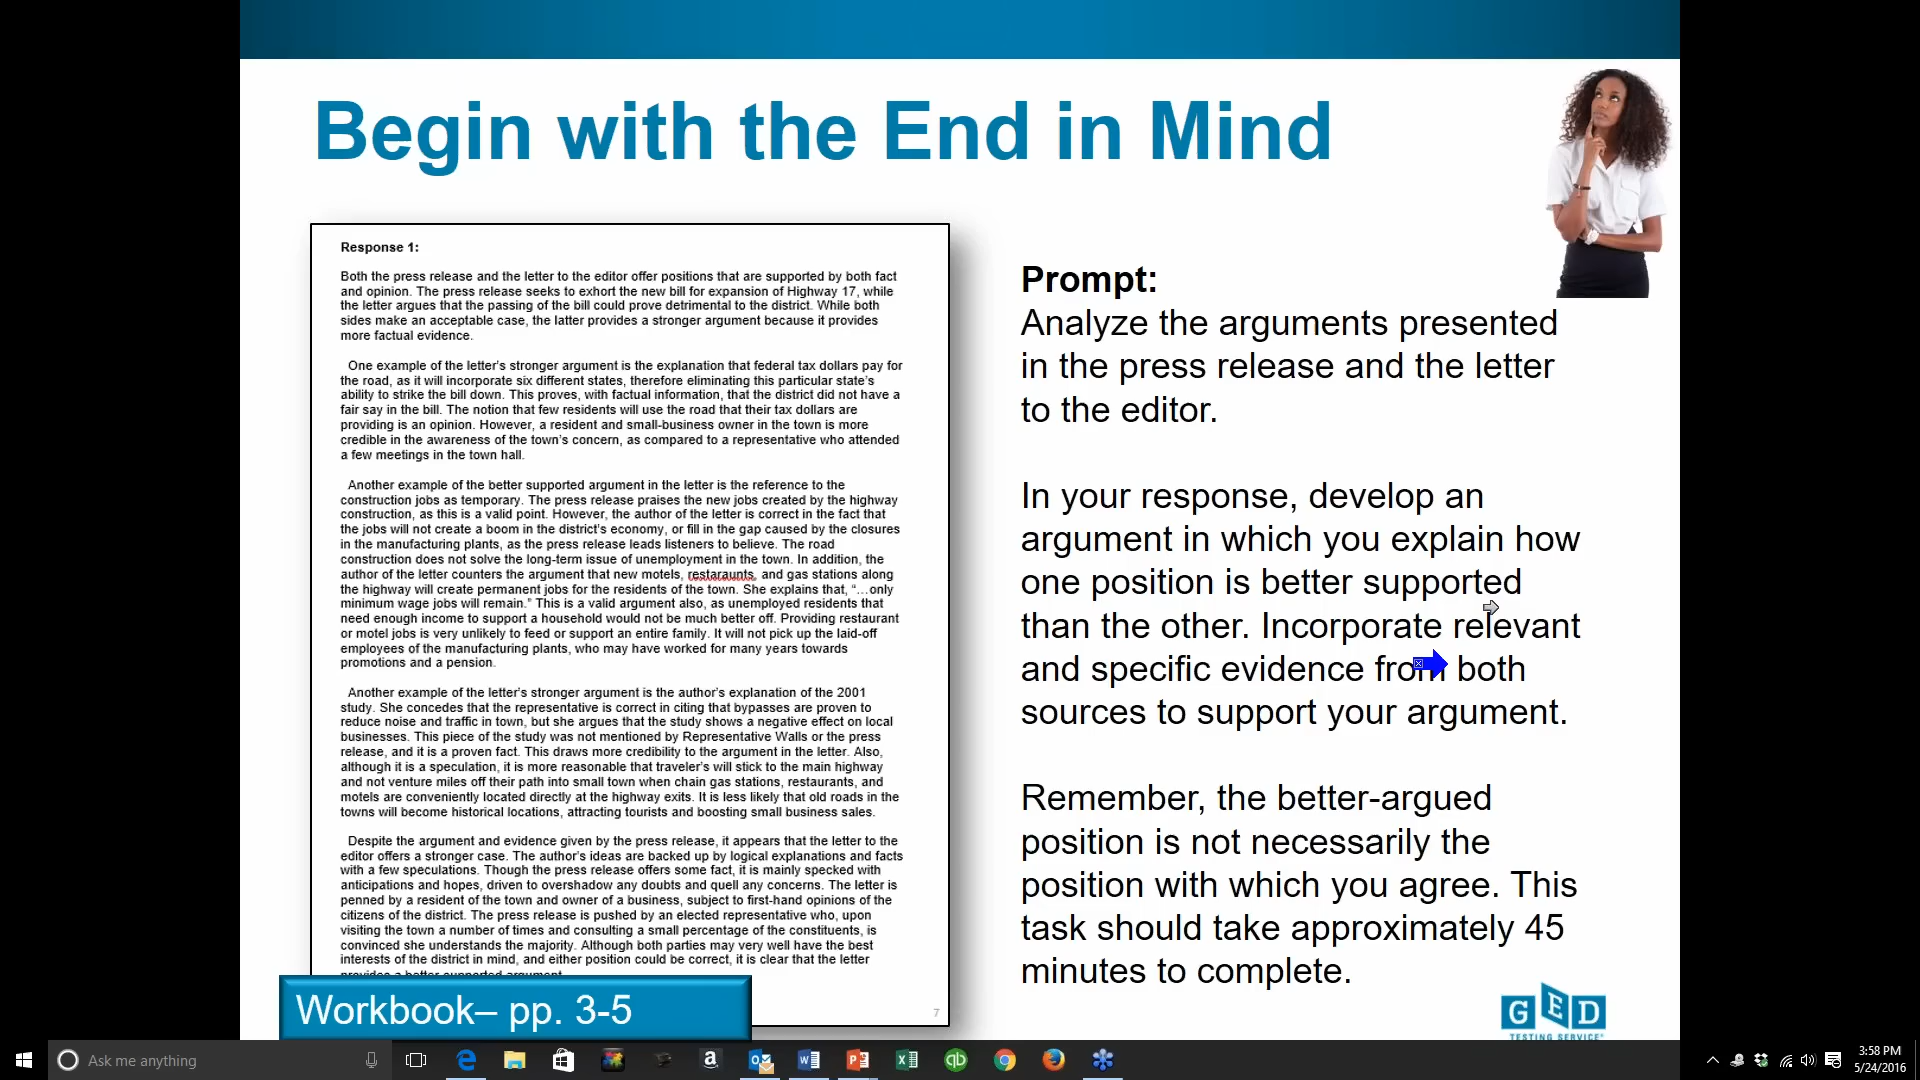 Begin with the End in Mind
Response 1:
Both the press release and the letter to the editor offer positions that are supported by both fact
and opinion. The press release seeks to exhort the new bill for expansion of Highway 17, while
the letter argues that the passing of the bill could prove detrimental to the district. While both
sides make an acceptable case, the latter provides a stronger argument because it provides
more factual evidence.
One example of the letter's stronger argument is the explanation that federal tax dollars pay for
the road, as it will incorporate six different states, therefore eliminating this particular state's
ability to strike the bill down. This proves, with factual information, that the district did not have a
fair say in the bill. The notion that few residents will use the road that their tax dollars are
providing is an opinion. However, a resident and small-business owner in the town is more
credible in the awareness of the town's concern, as compared to a representative who attended
a few meetings in the town hall.
Another example of the better supported argument in the letter is the reference to the
construction jobs as temporary. The press release praises the new jobs created by the highway
construction, as this is a valid point. However, the author of the letter is correct in the fact that
the jobs will not create a boom in the district's economy, or fill in the gap caused by the closures
in the manufacturing plants, as the press release leads listeners to believe. The road
construction does not solve the long-term issue of unemployment in the town. In addition, the
author of the letter counters the argument that new motels, restaraunts, and gas stations along
the highway will create permanent jobs for the residents of the town. She explains that, “…only
minimum wage jobs will remain.” This is a valid argument also, as unemployed residents that
need enough income to support a household would not be much better off. Providing restaurant
or motel jobs is very unlikely to feed or support an entire family. It will not pick up the laid-off
employees of the manufacturing plants, who may have worked for many years towards
promotions and a pension.
Another example of the letter's stronger argument is the author's explanation of the 2001
study. She concedes that the representative is correct in citing that bypasses are proven to
reduce noise and traffic in town, but she argues that the study shows a negative effect on local
businesses. This piece of the study was not mentioned by Representative Walls or the press
release, and it is a proven fact. This draws more credibility to the argument in the letter. Also,
although it is a speculation, it is more reasonable that traveler's will stick to the main highway
and not venture miles off their path into small town when chain gas stations, restaurants, and
motels are conveniently located directly at the highway exits. It is less likely that old roads in the
towns will become historical locations, attracting tourists and boosting small business sales.
Despite the argument and evidence given by the press release, it appears that the letter to the
editor offers a stronger case. The author's ideas are backed up by logical explanations and facts
with a few speculations. Though the press release offers some fact, it is mainly specked with
anticipations and hopes, driven to overshadow any doubts and quell any concerns. The letter is
penned by a resident of the town and owner of a business, subject to first-hand opinions of the
citizens of the district. The press release is pushed by an elected representative who, upon
visiting the town a number of times and consulting a small percentage of the constituents, is
convinced she understands the majority. Although both parties may very well have the best
interests of the district in mind, and either position could be correct, it is clear that the letter
provides a better supported argument.
7
Workbook– pp. 3-5
Prompt:
Analyze the arguments presented
in the press release and the letter
to the editor.
In your response, develop an
argument in which you explain how
one position is better supported
than the other. Incorporate relevant
and specific evidence from both
sources to support your argument.
Remember, the better-argued
position is not necessarily the
position with which you agree. This
task should take approximately 45
minutes to complete.
GED
TESTING SERVICE®
Ask me anything
3:58 PM
5/24/2016